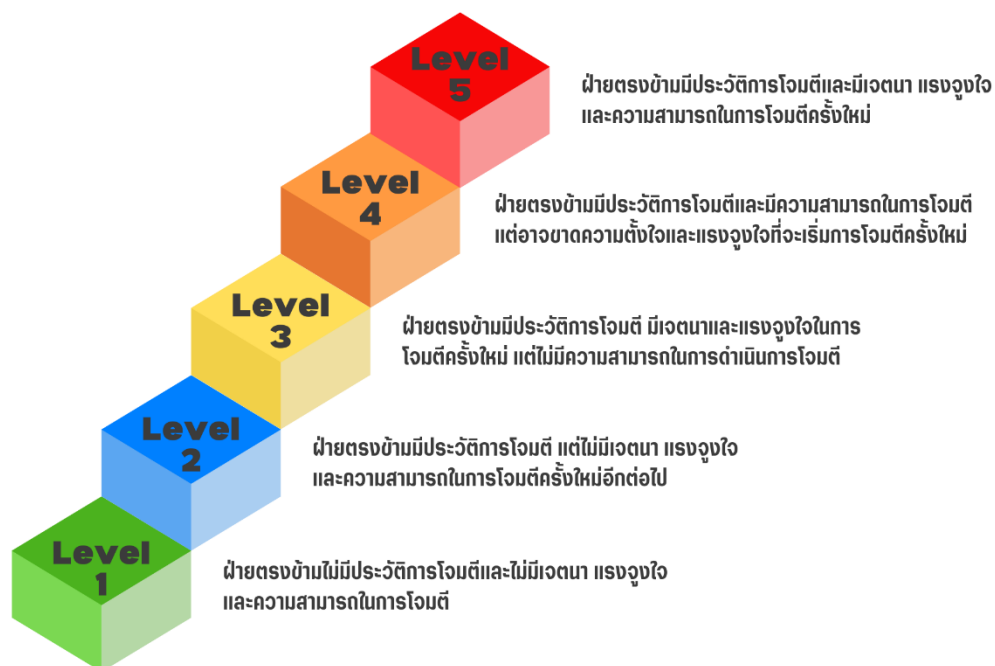 Level
5
ฝ่ายตรงข้ามมีประวัติการโจมตีและมีเจตนา แรงจูงใจ
และความสามารถในการโจมตีครั้งใหม่
Level
4
ฝ่ายตรงข้ามมีประวัติการโจมตีและมีความสามารถในการโจมตี
แต่อาจขาดความตั้งใจและแรงจูงใจที่จะเริ่มการโจมตีครั้งใหม่
Level
3
ฝ่ายตรงข้ามมีประวัติการโจมตี มีเจตนาและแรงจูงใจในการ
โจมตีครั้งใหม่ แต่ไม่มีความสามารถในการดำเนินการโจมตี
Level
2
ฝ่ายตรงข้ามมีประวัติการโจมตี แต่ไม่มีเจตนา แรงจูงใจ
และความสามารถในการโจมตีครั้งใหม่อีกต่อไป
Level
1
ฝ่ายตรงข้ามไม่มีประวัติการโจมตีและไม่มีเจตนา แรงจูงใจ
และความสามารถในการโจมตี